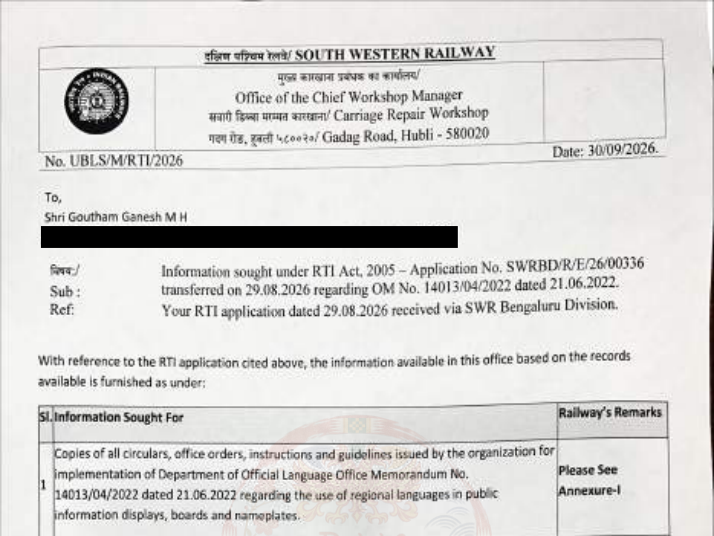 दक्षिण पश्चिम रेलवे/ SOUTH WESTERN RAILWAY
मुख्य कारखाना प्रबंधक का कार्यालय/
Office of the Chief Workshop Manager
सवारी डिब्बा मरम्मत कारखाना/ Carriage Repair Workshop
गदग रोड, हुबली ५८००२०/ Gadag Road, Hubli - 580020
No. UBLS/M/RTI/2026
Date: 30/09/2026.
To,
Shri Goutham Ganesh M H
विषय:/
Sub :
Information sought under RTI Act, 2005 – Application No. SWRBD/R/E/26/00336
transferred on 29.08.2026 regarding OM No. 14013/04/2022 dated 21.06.2022.
Ref:
Your RTI application dated 29.08.2026 received via SWR Bengaluru Division.
With reference to the RTI application cited above, the information available in this office based on the records
available is furnished as under:
Sl. Information Sought For
Railway's Remarks
1
Copies of all circulars, office orders, instructions and guidelines issued by the organization for
implementation of Department of Official Language Office Memorandum No.
14013/04/2022 dated 21.06.2022 regarding the use of regional languages in public
information displays, boards and nameplates.
Please See
Annexure-I